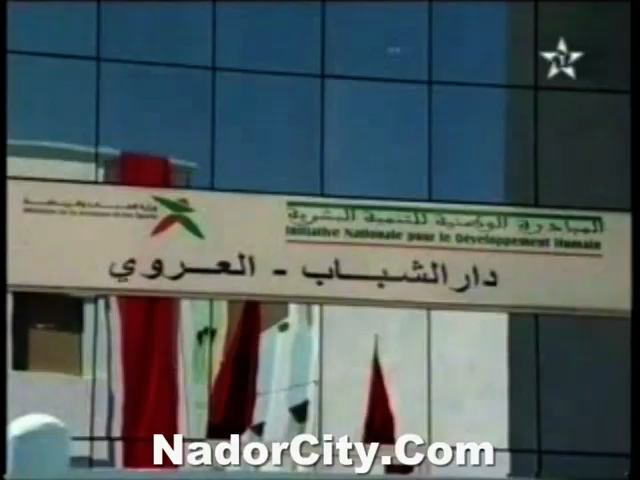 المبادرة الوطنية للتنمية البشرية
Initiative Nationale pour le Développement Humain
دار الشباب - العروي
NadorCity.Com